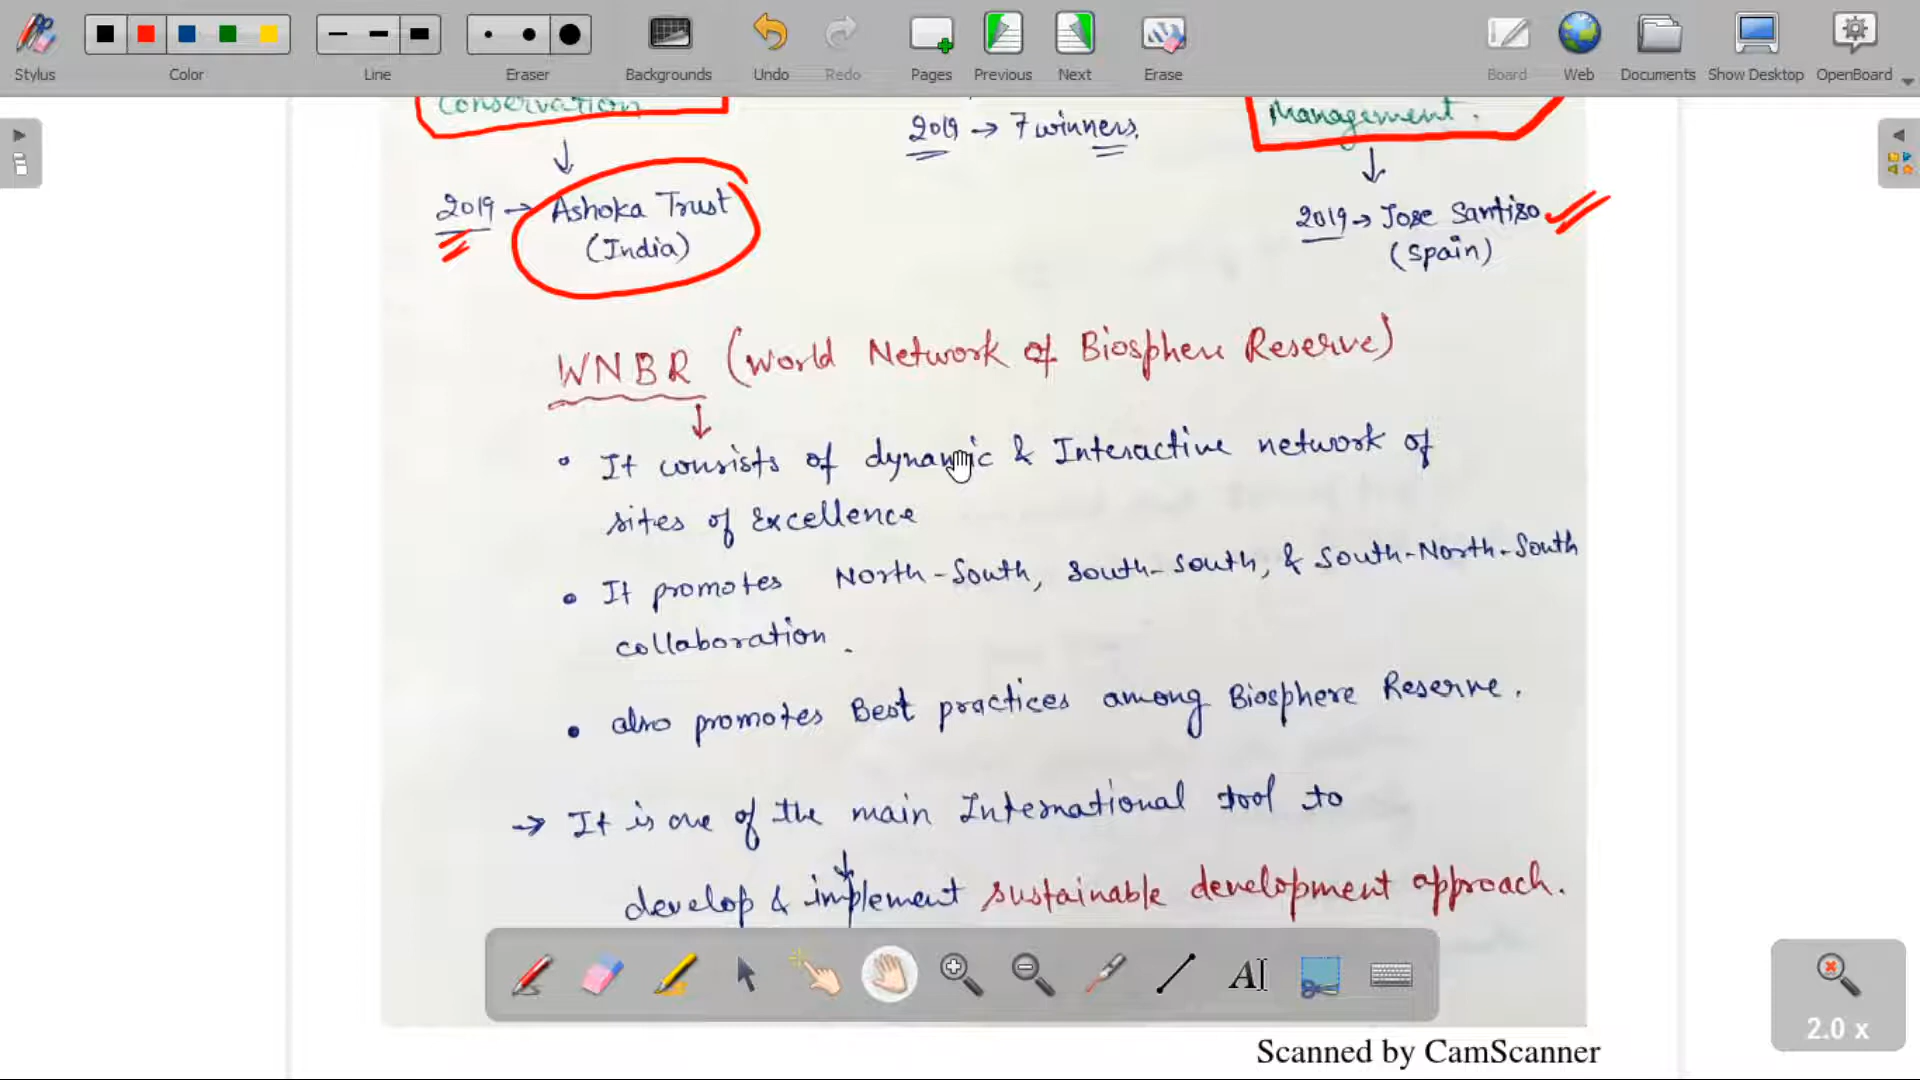 Stylus
Color
Line
Eraser
Backgrounds
Undo
Redo
Pages
Previous
Next
Erase
Board
Web
Documents
Show Desktop
OpenBoard
Conservation
2019 → 7 winners.
Management.
2019 → Ashoka Trust
(India)
2019 → Jose Santiso
(Spain)
WNBR (World Network of Biosphere Reserve)
• It consists of dynamic & Interactive network of
sites of Excellence
• It promotes North-South, South-South, & South-North-South
collaboration.
• also promotes Best practices among Biosphere Reserve.
→ It is one of the main International tool to
develop & implement sustainable development approach.
AI
2.0 x
Scanned by CamScanner